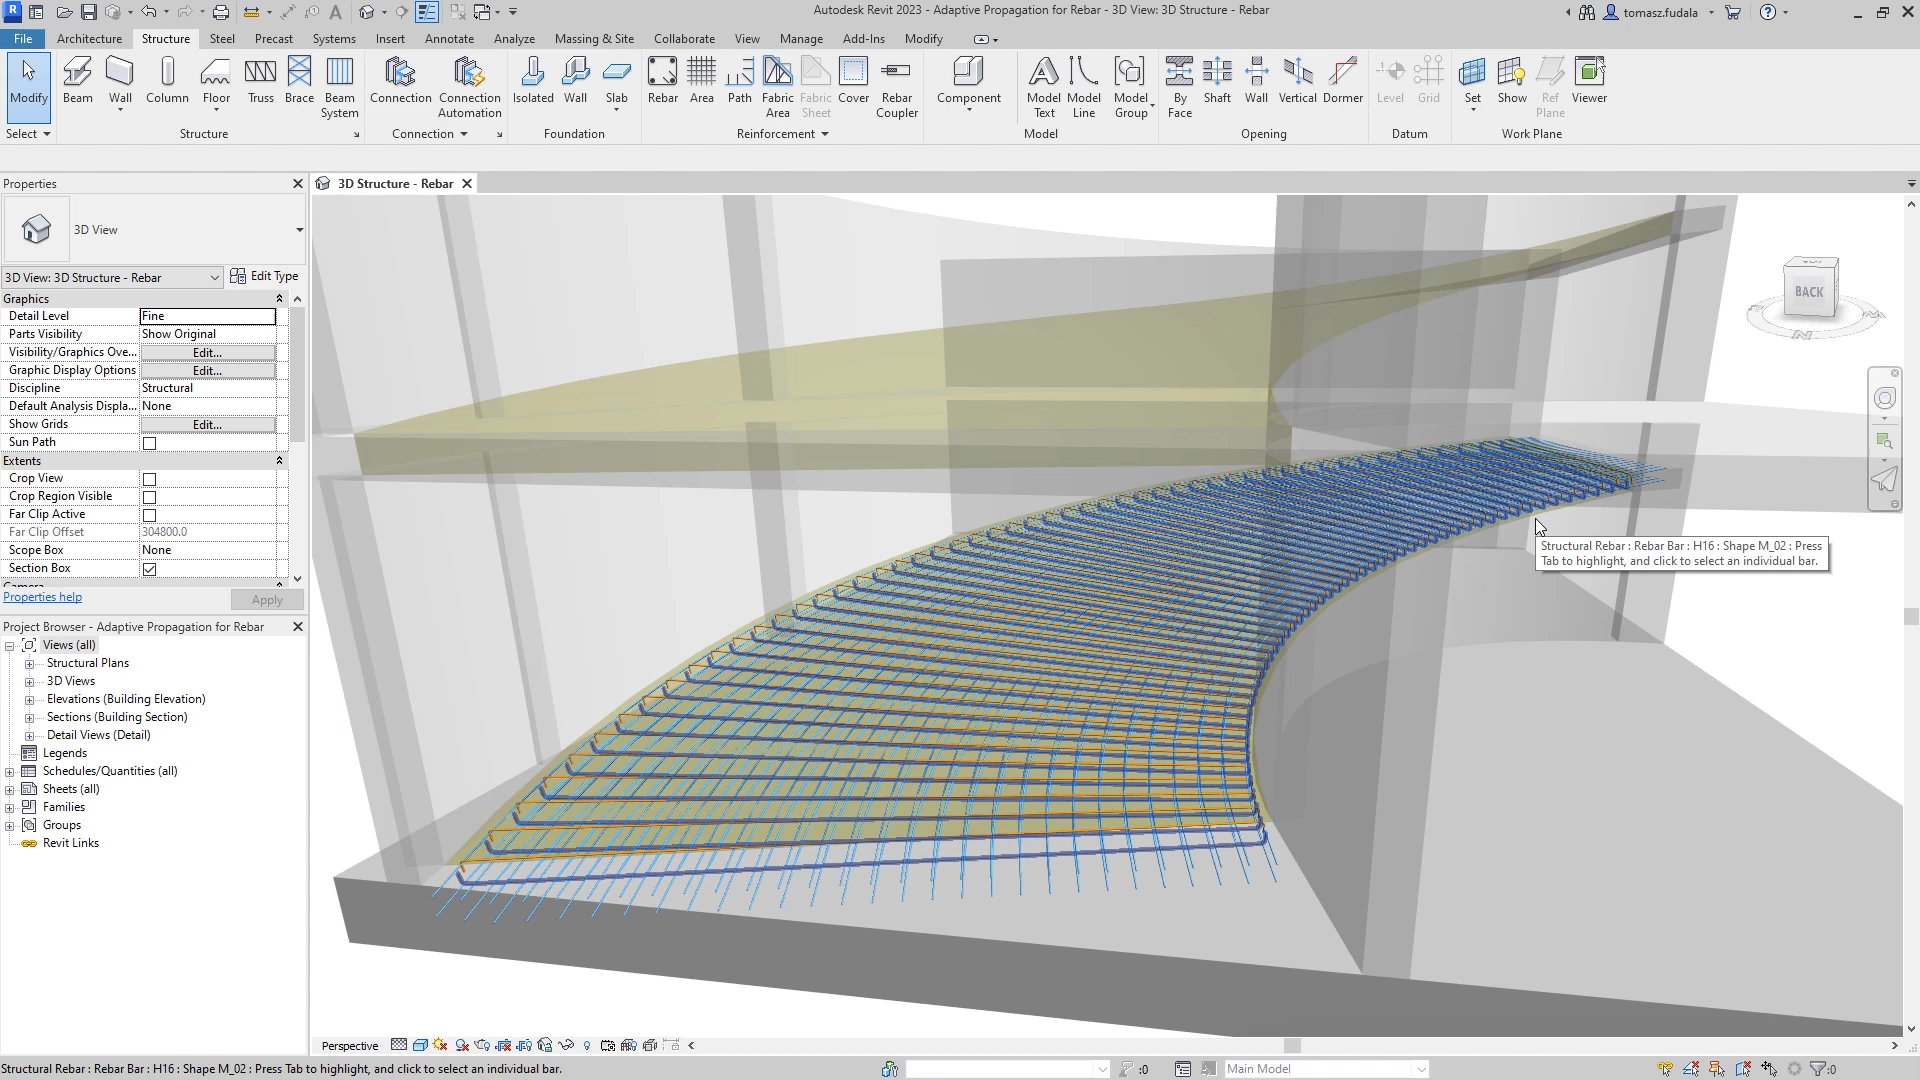 Autodesk Revit 2023 - Adaptive Propagation for Rebar - 3D View: 3D Structure - Rebar
tomasz.fudala
File Architecture Structure Steel Precast Systems Insert Annotate Analyze Massing & Site Collaborate View Manage Add-Ins Modify
Modify Beam Wall Column Floor Truss Brace Beam System Connection Connection Automation Isolated Wall Slab Rebar Area Path Fabric Area Fabric Sheet Cover Rebar Coupler Component Model Text Model Line Model Group By Face Shaft Wall Vertical Dormer Level Grid Set Show Ref Plane Viewer
Select Structure Connection Foundation Reinforcement Model Opening Datum Work Plane
Properties
3D Structure - Rebar
3D View
3D View: 3D Structure - Rebar Edit Type
Graphics
Detail Level Fine
Parts Visibility Show Original
Visibility/Graphics Ove... Edit...
Graphic Display Options Edit...
Discipline Structural
Default Analysis Displa... None
Show Grids Edit...
Sun Path
Extents
Crop View
Crop Region Visible
Far Clip Active
Far Clip Offset 304800.0
Scope Box None
Section Box
Camera
Properties help Apply
Project Browser - Adaptive Propagation for Rebar
Views (all)
Structural Plans
3D Views
Elevations (Building Elevation)
Sections (Building Section)
Detail Views (Detail)
Legends
Schedules/Quantities (all)
Sheets (all)
Families
Groups
Revit Links
BACK
Structural Rebar : Rebar Bar : H16 : Shape M_02 : Press
Tab to highlight, and click to select an individual bar.
Perspective
Structural Rebar : Rebar Bar : H16 : Shape M_02 : Press Tab to highlight, and click to select an individual bar.
:0
Main Model
:0